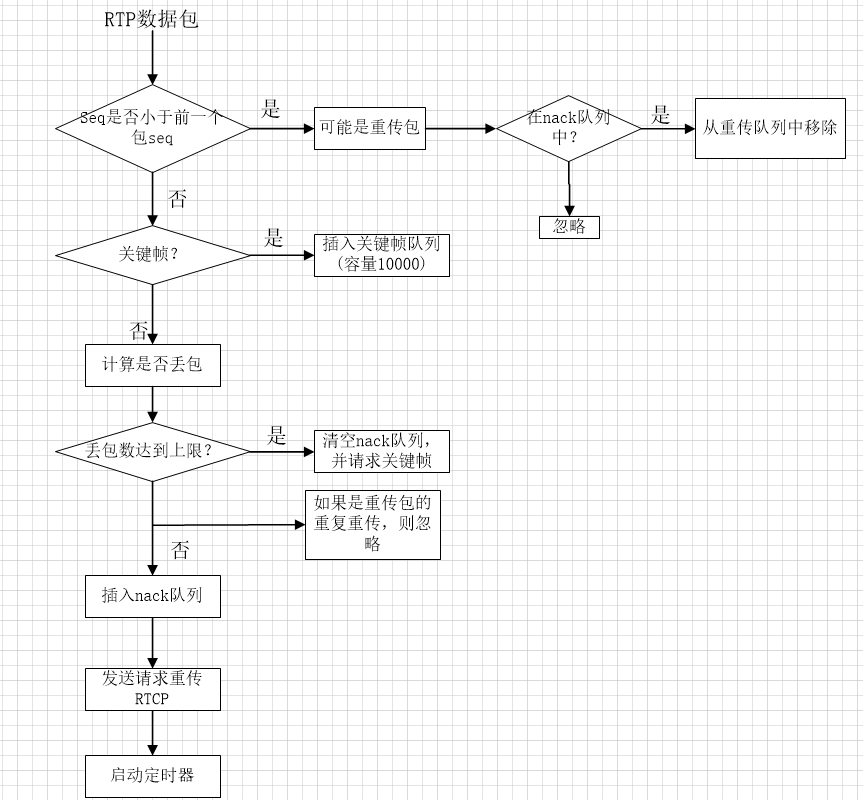 RTP数据包
Seq是否小于前一个
包seq
是
可能是重传包
在nack队列
中？
是
从重传队列中移除
忽略
否
关键帧？
是
插入关键帧队列
(容量10000)
否
计算是否丢包
丢包数达到上限？
是
清空nack队列，
并请求关键帧
如果是重传包的
重复重传，则忽
略
否
插入nack队列
发送请求重传
RTCP
启动定时器